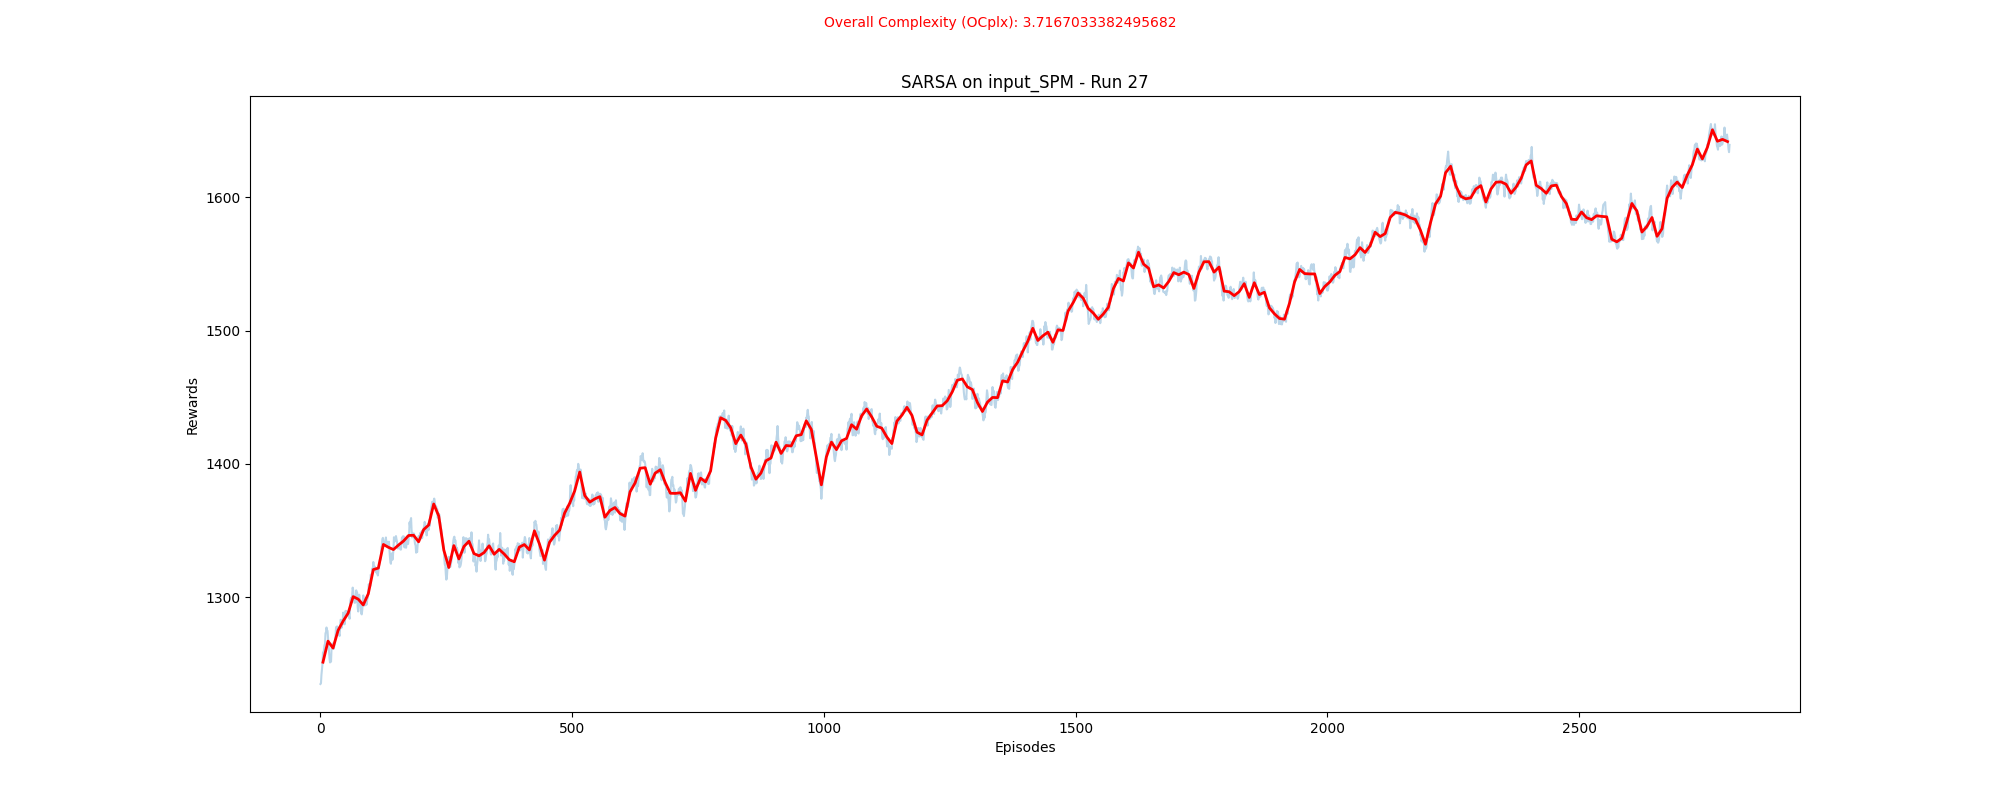 Overall Complexity (OCplx): 3.7167033382495682
SARSA on input_SPM - Run 27
1600
1500
1400
1300
Rewards
0 500 1000 1500 2000 2500
Episodes